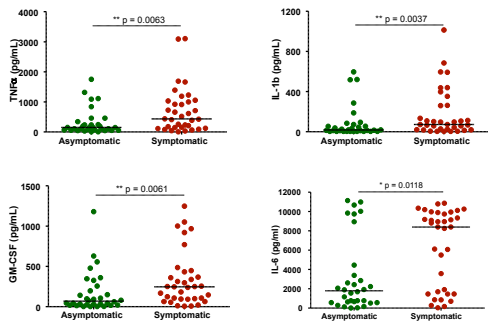 ** p = 0.0063
TNFα (pg/mL)
4000
3000
2000
1000
0
Asymptomatic Symptomatic
** p = 0.0037
IL-1b (pg/mL)
1200
800
400
0
Asymptomatic Symptomatic
** p = 0.0061
GM-CSF (pg/mL)
1500
1000
500
0
Asymptomatic Symptomatic
* p = 0.0118
IL-6 (pg/ml)
12000
10000
8000
6000
4000
2000
0
Asymptomatic Symptomatic